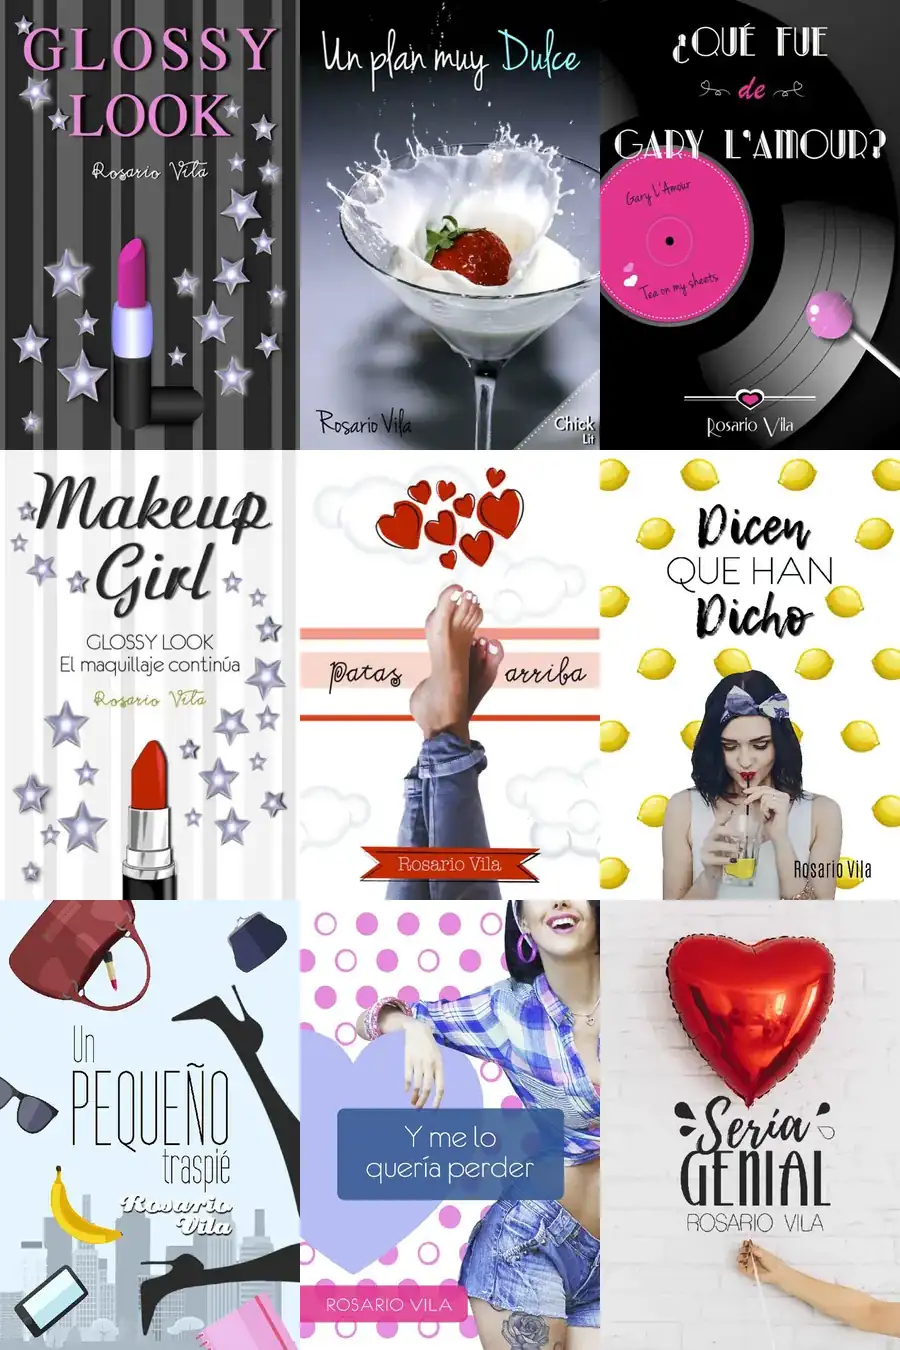 GLOSSY
LOOK
Rosario Vila
Un plan muy Dulce
Rosario Vila
Chick
Lit
¿QUÉ FUE
de
GARY L'AMOUR?
Gary L'Amour
Tea on my sheets
Rosario Vila
Makeup
Girl
GLOSSY LOOK
El maquillaje continúa
Rosario Vila
Patas arriba
Rosario Vila
Dicen
QUE HAN
Dicho
Rosario Vila
Un
PEQUEÑO
traspié
Rosario
Vila
Y me lo
quería perder
ROSARIO VILA
Sería
GENIAL
ROSARIO VILA